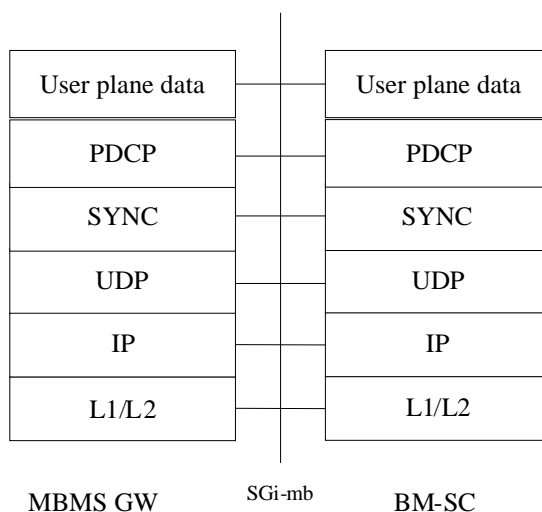 User plane data User plane data
PDCP PDCP
SYNC SYNC
UDP UDP
IP IP
L1/L2 L1/L2
MBMS GW SGi-mb BM-SC